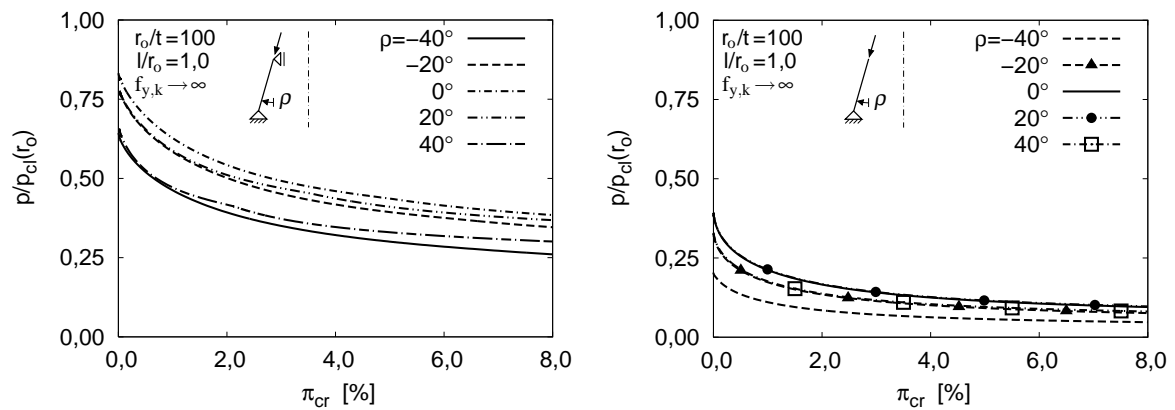 1,00
0,75
0,50
0,25
0,00
p/p_cl(r_o)
r_o/t=100
l/r_o=1,0
f_y,k→∞
ρ
ρ=−40°
−20°
0°
20°
40°
0,0 2,0 4,0 6,0 8,0
π_cr [%]
1,00
0,75
0,50
0,25
0,00
p/p_cl(r_o)
r_o/t=100
l/r_o=1,0
f_y,k→∞
ρ
ρ=−40°
−20°
0°
20°
40°
0,0 2,0 4,0 6,0 8,0
π_cr [%]